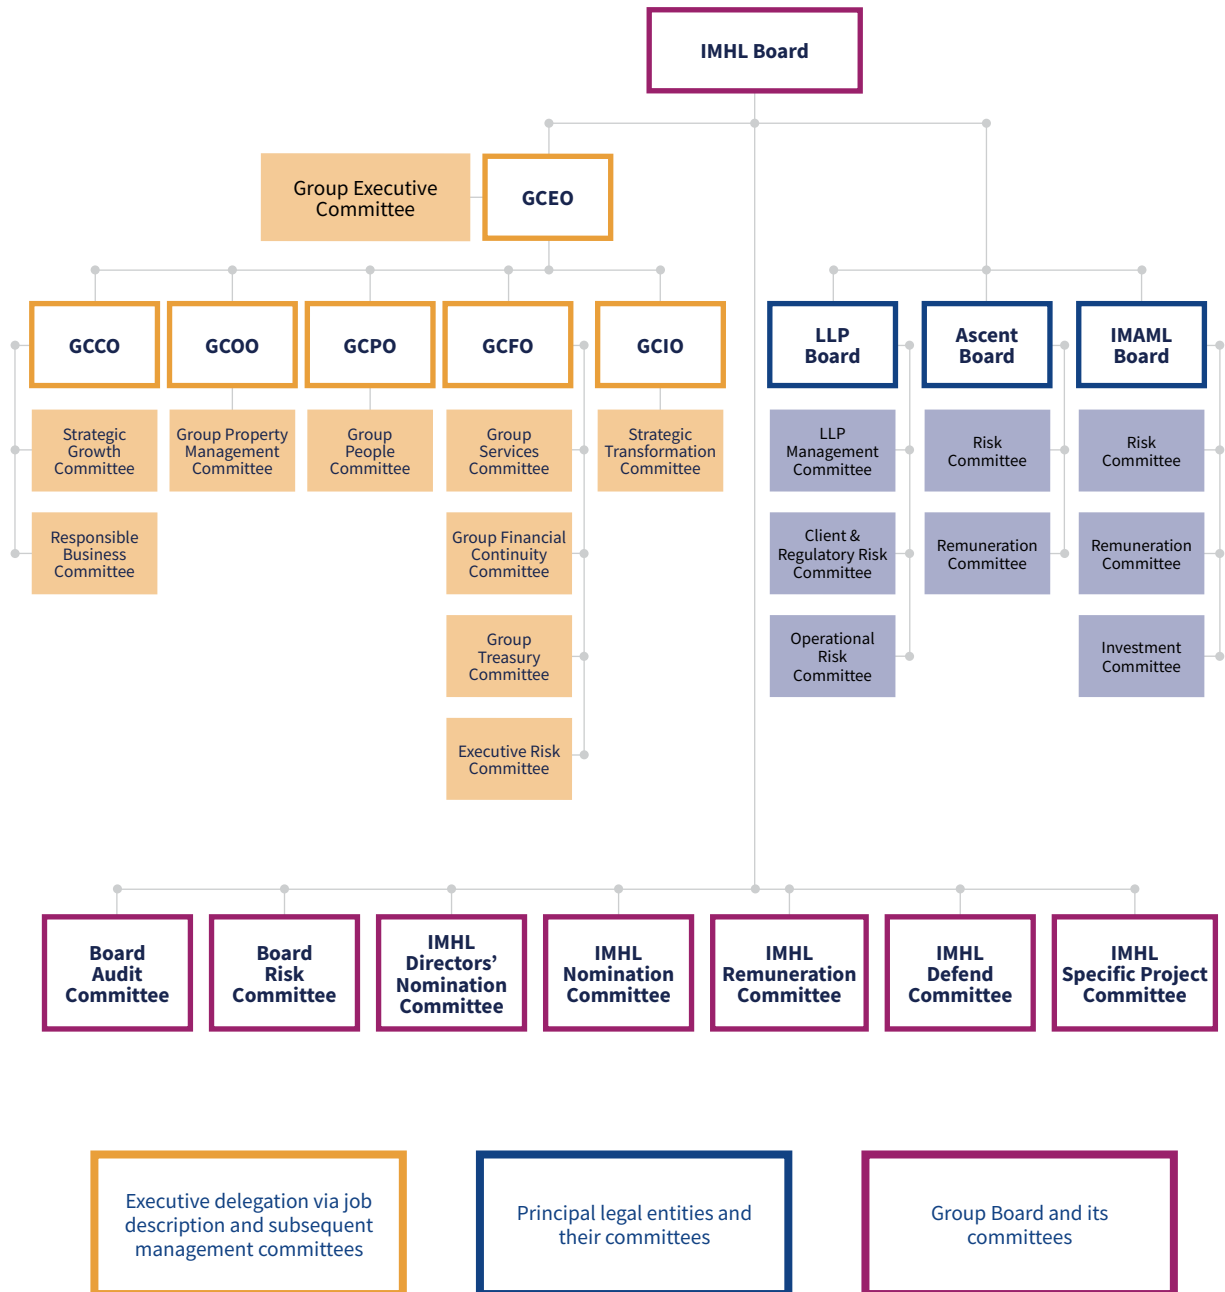 IMHL Board
Group Executive
Committee
GCEO
GCCO
GCOO
GCPO
GCFO
GCIO
LLP
Board
Ascent
Board
IMAML
Board
Strategic
Growth
Committee
Group Property
Management
Committee
Group
People
Committee
Group
Services
Committee
Strategic
Transformation
Committee
LLP
Management
Committee
Risk
Committee
Risk
Committee
Responsible
Business
Committee
Group Financial
Continuity
Committee
Client &
Regulatory Risk
Committee
Remuneration
Committee
Remuneration
Committee
Group
Treasury
Committee
Operational
Risk
Committee
Investment
Committee
Executive Risk
Committee
Board
Audit
Committee
Board
Risk
Committee
IMHL
Directors’
Nomination
Committee
IMHL
Nomination
Committee
IMHL
Remuneration
Committee
IMHL
Defend
Committee
IMHL
Specific Project
Committee
Executive delegation via job
description and subsequent
management committees
Principal legal entities and
their committees
Group Board and its
committees